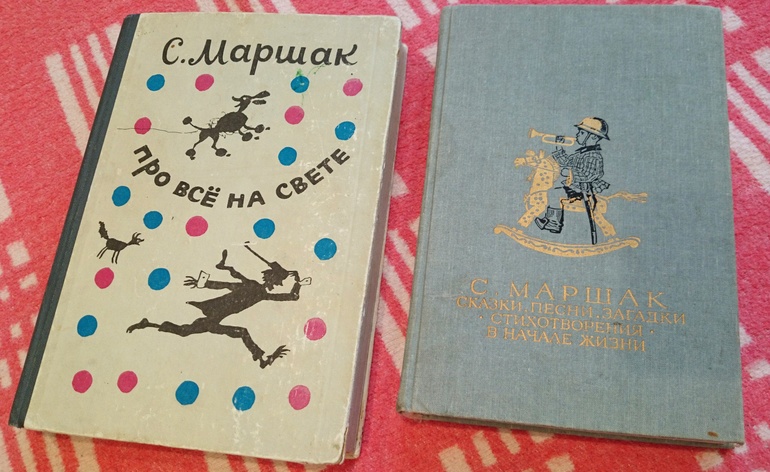 С. Маршак
ПРО ВСЁ НА СВЕТЕ
С. МАРШАК
СКАЗКИ. ПЕСНИ. ЗАГАДКИ
• СТИХОТВОРЕНИЯ •
В НАЧАЛЕ ЖИЗНИ